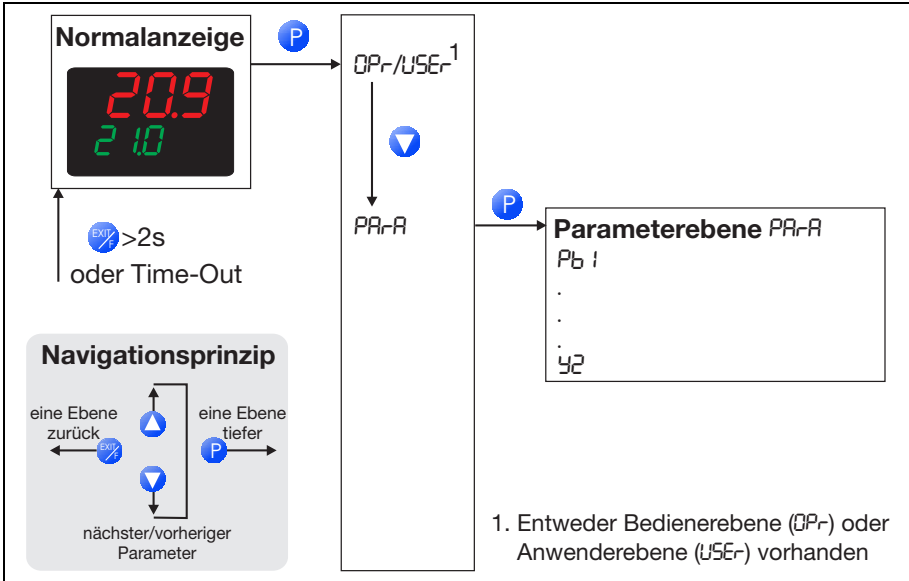 Normalanzeige
P
20.9
21.0
EXIT/F >2s
oder Time-Out
OPr/USEr1
PArA
P
Parameterebene PArA
Pb1
.
.
.
y2
Navigationsprinzip
eine Ebene
zurück
EXIT/F
eine Ebene
tiefer
P
nächster/vorheriger
Parameter
1. Entweder Bedienerebene (OPr) oder
Anwenderebene (USEr) vorhanden